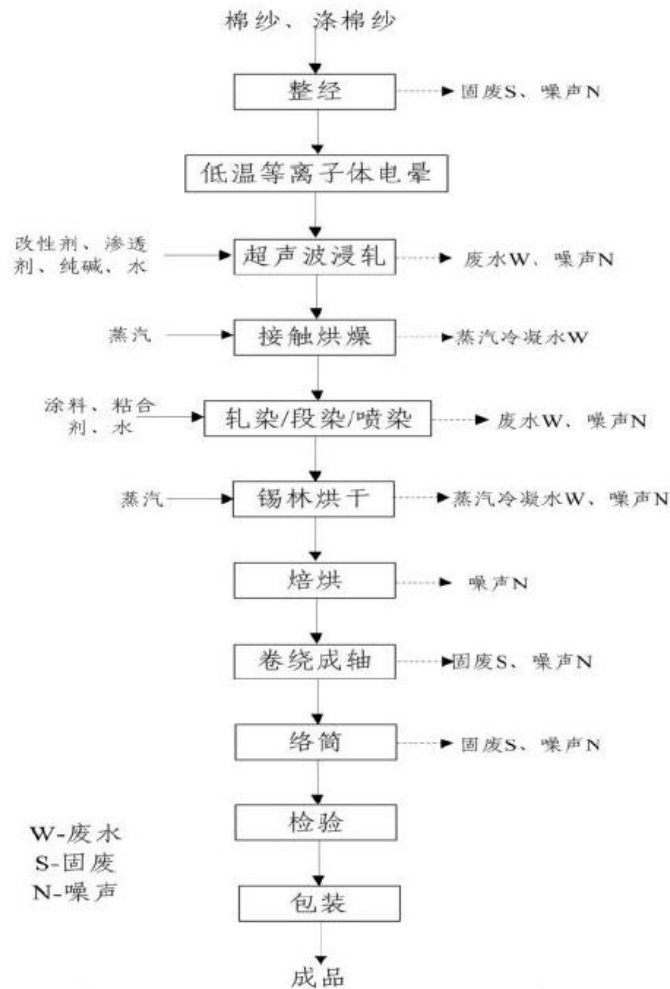 棉纱、涤棉纱
整经
固废S、噪声N
低温等离子体电晕
改性剂、渗透
剂、纯碱、水
超声波浸轧
废水W、噪声N
蒸汽
接触烘燥
蒸汽冷凝水W
涂料、粘合
剂、水
轧染/段染/喷染
废水W、噪声N
蒸汽
锡林烘干
蒸汽冷凝水W、噪声N
焙烘
噪声N
卷绕成轴
固废S、噪声N
络筒
固废S、噪声N
检验
W-废水
S-固废
N-噪声
包装
成品